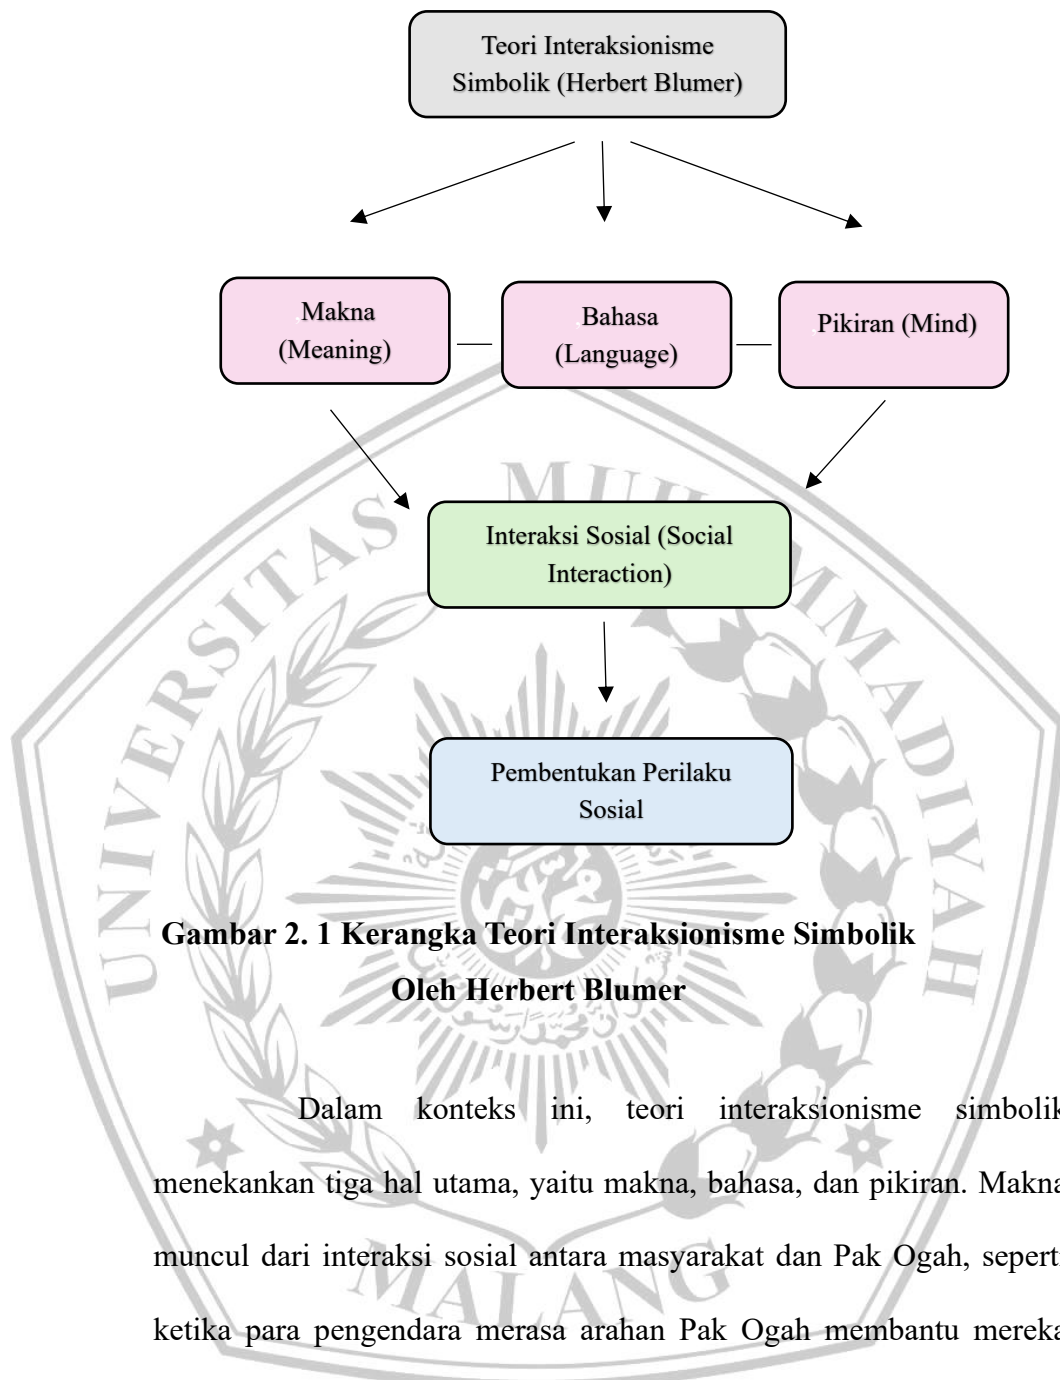 Teori Interaksionisme
Simbolik (Herbert Blumer)
Makna
(Meaning)
Bahasa
(Language)
Pikiran (Mind)
Interaksi Sosial (Social
Interaction)
Pembentukan Perilaku
Sosial
Gambar 2. 1 Kerangka Teori Interaksionisme Simbolik
Oleh Herbert Blumer
Dalam konteks ini, teori interaksionisme simbolik
menekankan tiga hal utama, yaitu makna, bahasa, dan pikiran. Makna
muncul dari interaksi sosial antara masyarakat dan Pak Ogah, seperti
ketika para pengendara merasa arahan Pak Ogah membantu mereka
UNIVERSITAS MUHAMMADIYAH
MALANG